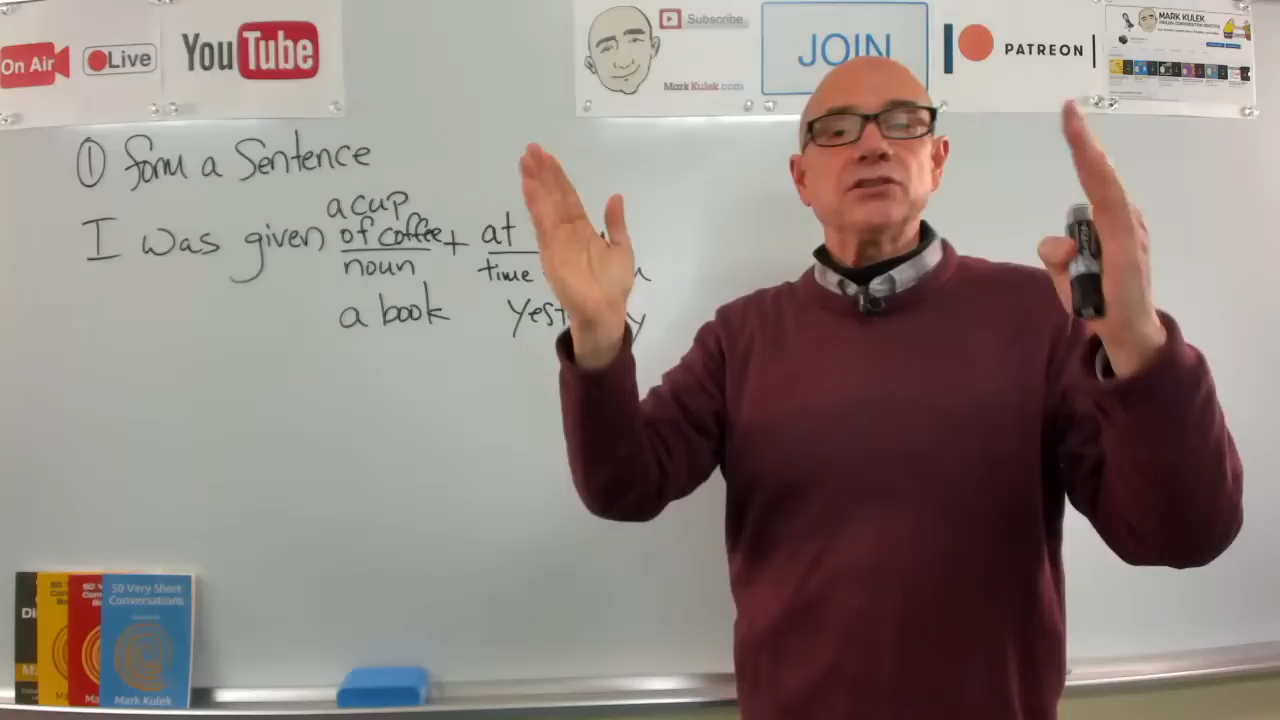 On Air
Live
YouTube
Subscribe
MarkKulek.com
JOIN
PATREON
MARK KULEK
① form a Sentence
a cup
I was given of coffee + at
noun time
a book
50 Very Short
Conversations
Mark Kulek